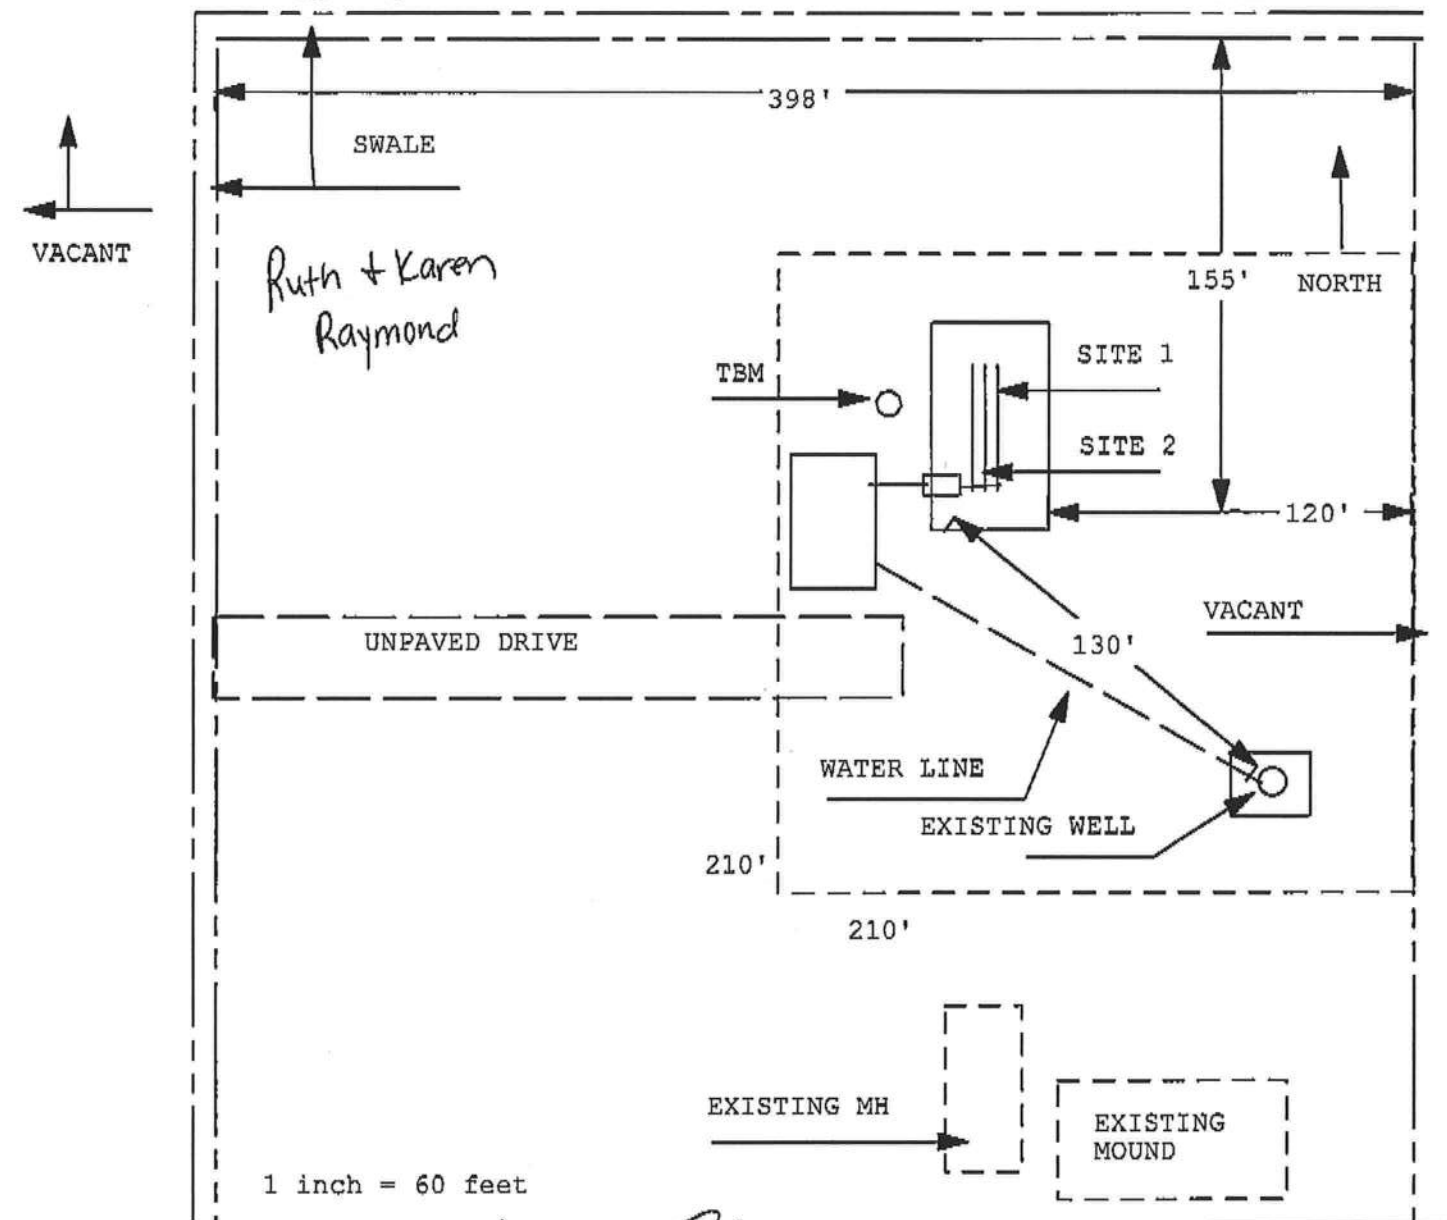 398'
SWALE
VACANT
Ruth + Karen
Raymond
155'
NORTH
SITE 1
TBM
SITE 2
120'
VACANT
UNPAVED DRIVE
130'
WATER LINE
EXISTING WELL
210'
210'
EXISTING MH
EXISTING
MOUND
1 inch = 60 feet